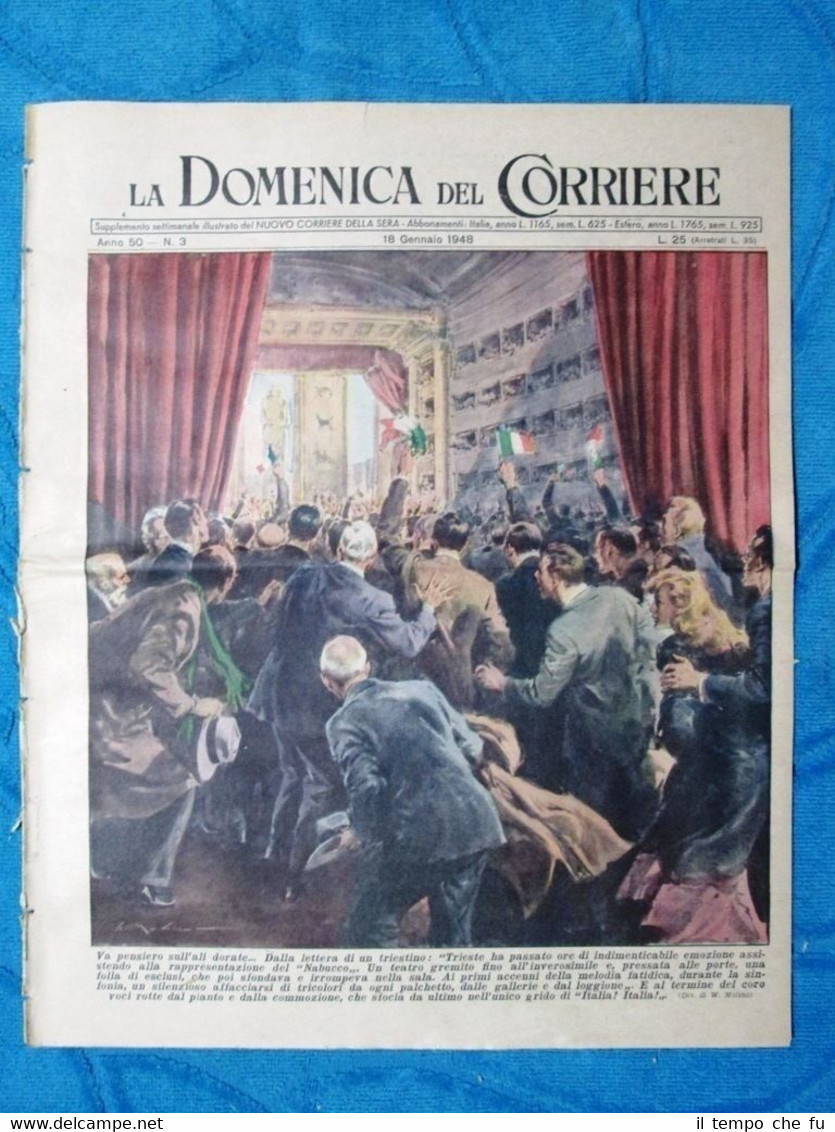 LA DOMENICA DEL CORRIERE
Supplemento settimanale illustrato del NUOVO CORRIERE DELLA SERA - Abbonamenti: Italia, anno L. 1165, sem. L. 625 - Estero, anno L. 1765, sem. L. 925
Anno 50 — N. 3 18 Gennaio 1948 L. 25 (Arretrati L. 35)
Va pensiero sull'ali dorate... Dalla lettera di un triestino: "Trieste ha passato ore di indimenticabile emozione assi-
stendo alla rappresentazione del "Nabucco„. Un teatro gremito fino all'inverosimile e, pressata alle porte, una
folla di esclusi, che poi sfondava e irrompeva nella sala. Ai primi accenni della melodia fatidica, durante la sin-
fonia, un silenzioso affacciarsi di tricolori da ogni palchetto, dalle gallerie e dal loggione„. E al termine del coro
voci rotte dal pianto e dalla commozione, che sfocia da ultimo nell'unico grido di "Italia! Italia!„. (Dis. di W. Molino)
il tempo che fu